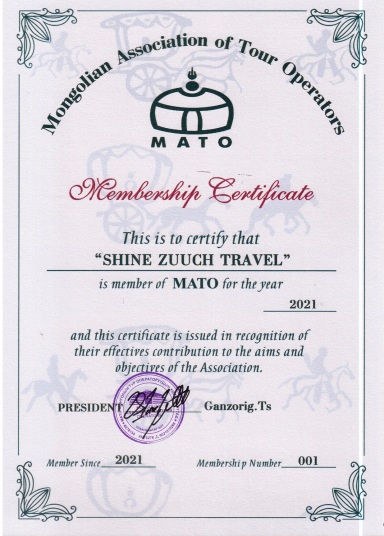 Mongolian Association of Tour Operators
MATO
Membership Certificate
This is to certify that
"SHINE ZUUCH TRAVEL"
is member of MATO for the year
2021
and this certificate is issued in recognition of
their effectives contribution to the aims and
objectives of the Association.
PRESIDENT Ganzorig.Ts
Member Since 2021 Membership Number 001